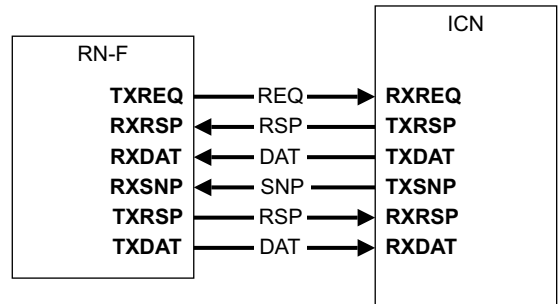 RN-F
ICN
TXREQ REQ RXREQ
RXRSP RSP TXRSP
RXDAT DAT TXDAT
RXSNP SNP TXSNP
TXRSP RSP RXRSP
TXDAT DAT RXDAT